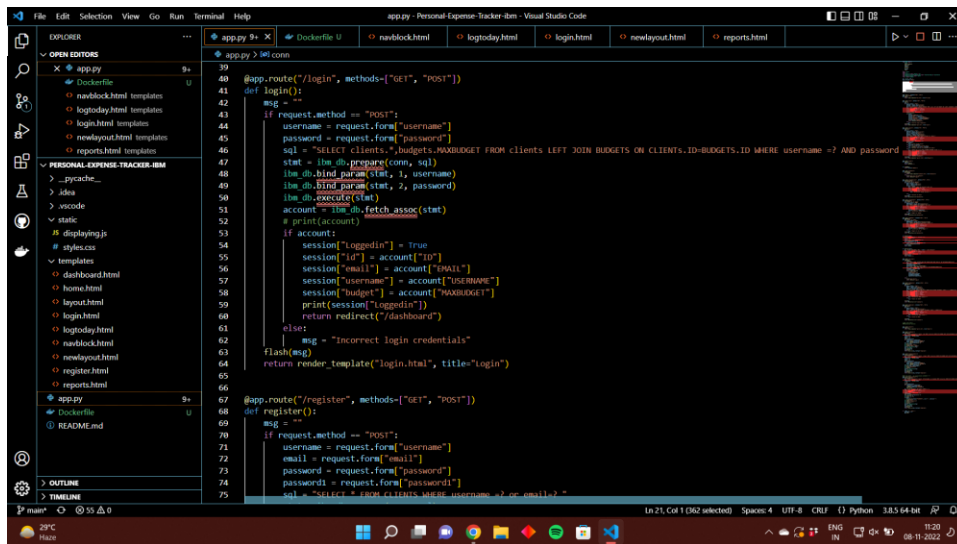 File Edit Selection View Go Run Terminal Help
app.py - Personal-Expense-Tracker-ibm - Visual Studio Code
EXPLORER
app.py 9+ Dockerfile U navblock.html logtoday.html login.html newlayout.html reports.html
app.py > conn
OPEN EDITORS
app.py 9+
Dockerfile U
navblock.html templates
logtoday.html templates
login.html templates
newlayout.html templates
reports.html templates
PERSONAL-EXPENSE-TRACKER-IBM
__pycache__
.idea
.vscode
static
JS displaying.js
# styles.css
templates
dashboard.html
home.html
layout.html
login.html
logtoday.html
navblock.html
newlayout.html
register.html
reports.html
app.py 9+
Dockerfile U
README.md
OUTLINE
TIMELINE
39
40 @app.route("/login", methods=["GET", "POST"])
41 def login():
42 msg = ""
43 if request.method == "POST":
44 username = request.form["username"]
45 password = request.form["password"]
46 sql = "SELECT clients.*,budgets.MAXBUDGET FROM clients LEFT JOIN BUDGETS ON CLIENTs.ID=BUDGETS.ID WHERE username =? AND password
47 stmt = ibm_db.prepare(conn, sql)
48 ibm_db.bind_param(stmt, 1, username)
49 ibm_db.bind_param(stmt, 2, password)
50 ibm_db.execute(stmt)
51 account = ibm_db.fetch_assoc(stmt)
52 # print(account)
53 if account:
54 session["Loggedin"] = True
55 session["id"] = account["ID"]
56 session["email"] = account["EMAIL"]
57 session["username"] = account["USERNAME"]
58 session["budget"] = account["MAXBUDGET"]
59 print(session["Loggedin"])
60 return redirect("/dashboard")
61 else:
62 msg = "Incorrect login credentials"
63 flash(msg)
64 return render_template("login.html", title="Login")
65
66
67 @app.route("/register", methods=["GET", "POST"])
68 def register():
69 msg = ""
70 if request.method == "POST":
71 username = request.form["username"]
72 email = request.form["email"]
73 password = request.form["password"]
74 password1 = request.form["password1"]
75 sql = "SELECT * FROM CLIENTS WHERE username =? or email=? "
main* 55 0
Ln 21, Col 1 (362 selected) Spaces: 4 UTF-8 CRLF {} Python 3.8.5 64-bit
29°C
Haze
ENG
IN
11:20
08-11-2022